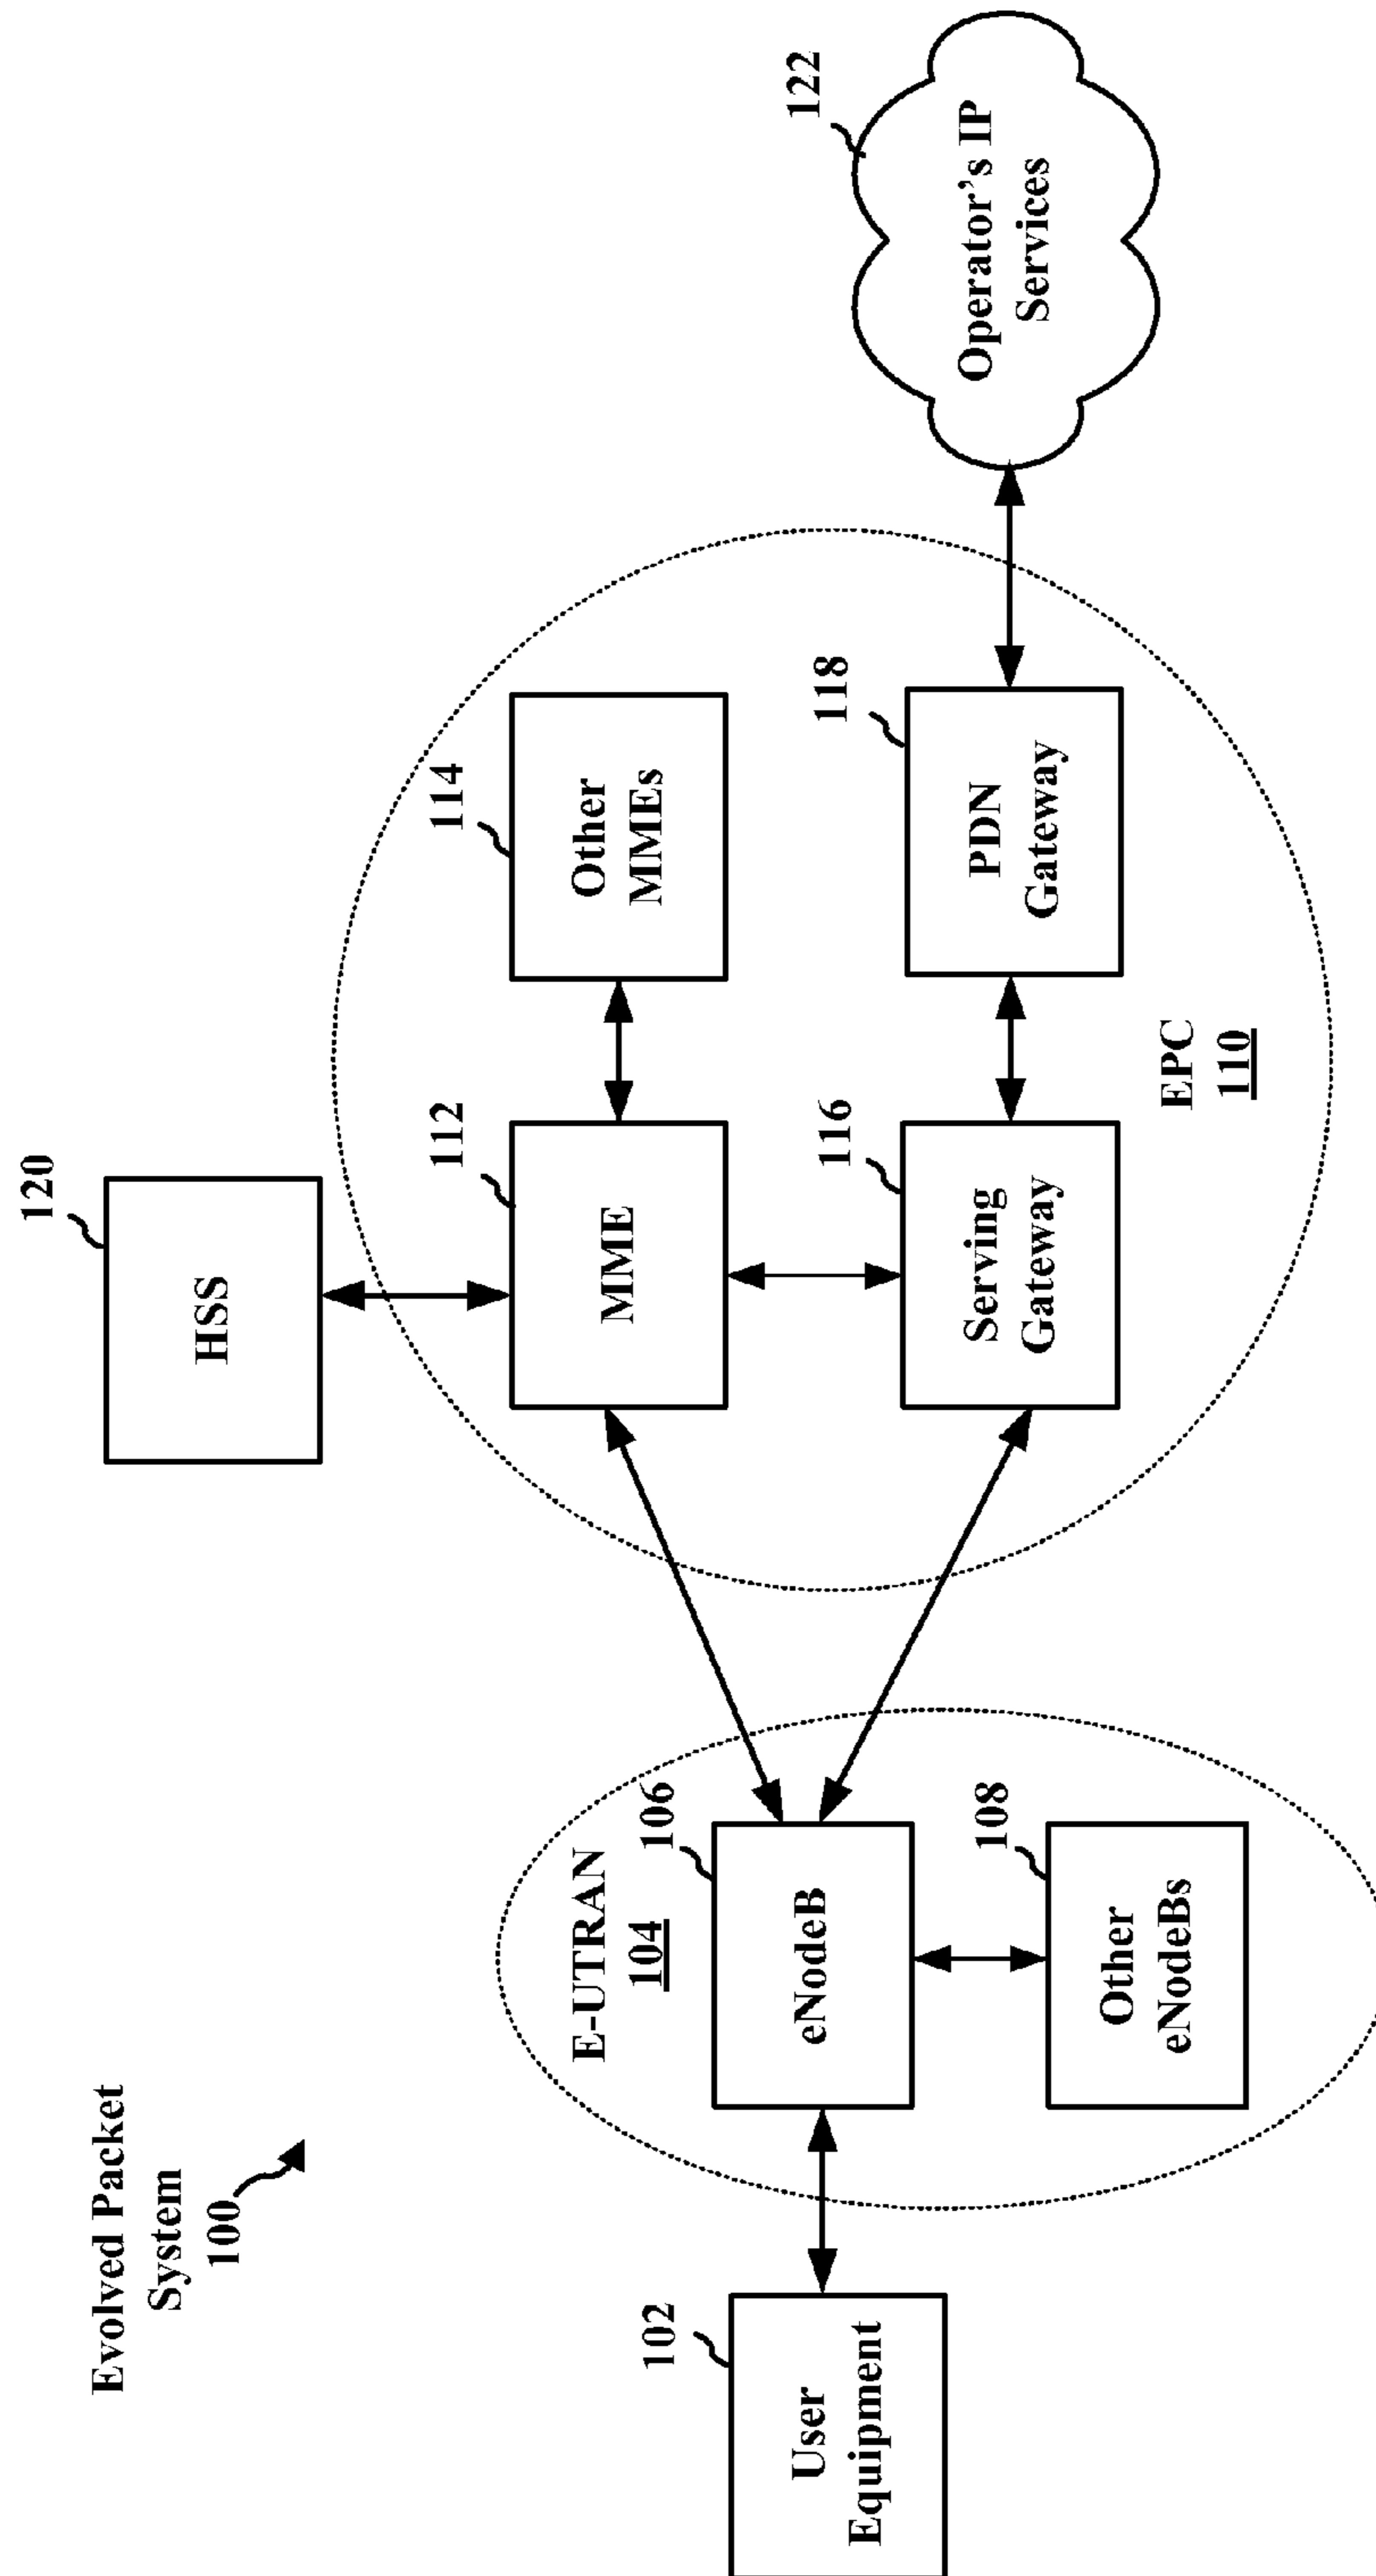 Evolved Packet
System
100
120
HSS
112
MME
114
Other
MMEs
E-UTRAN
104
106
eNodeB
102
User
Equipment
108
Other
eNodeBs
116
Serving
Gateway
118
PDN
Gateway
EPC
110
122
Operator's IP
Services